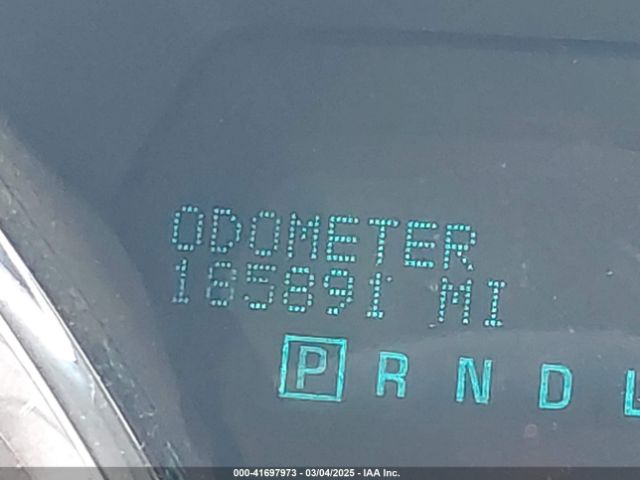 ODOMETER
185891 MI
P R N D L
000-41697973 - 03/04/2025 - IAA Inc.